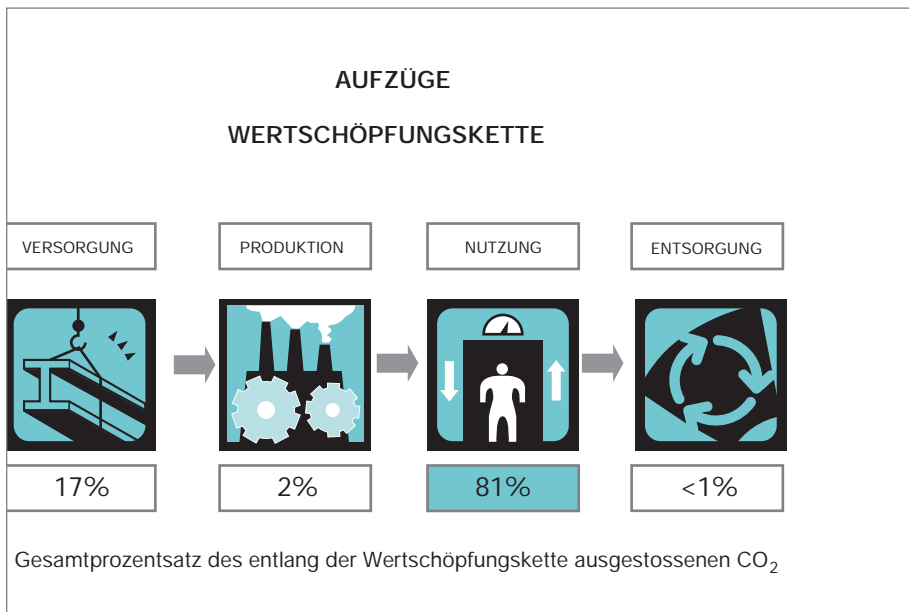 AUFZÜGE
WERTSCHÖPFUNGSKETTE
VERSORGUNG
PRODUKTION
NUTZUNG
ENTSORGUNG
17%
2%
81%
<1%
Gesamtprozentsatz des entlang der Wertschöpfungskette ausgestossenen CO₂